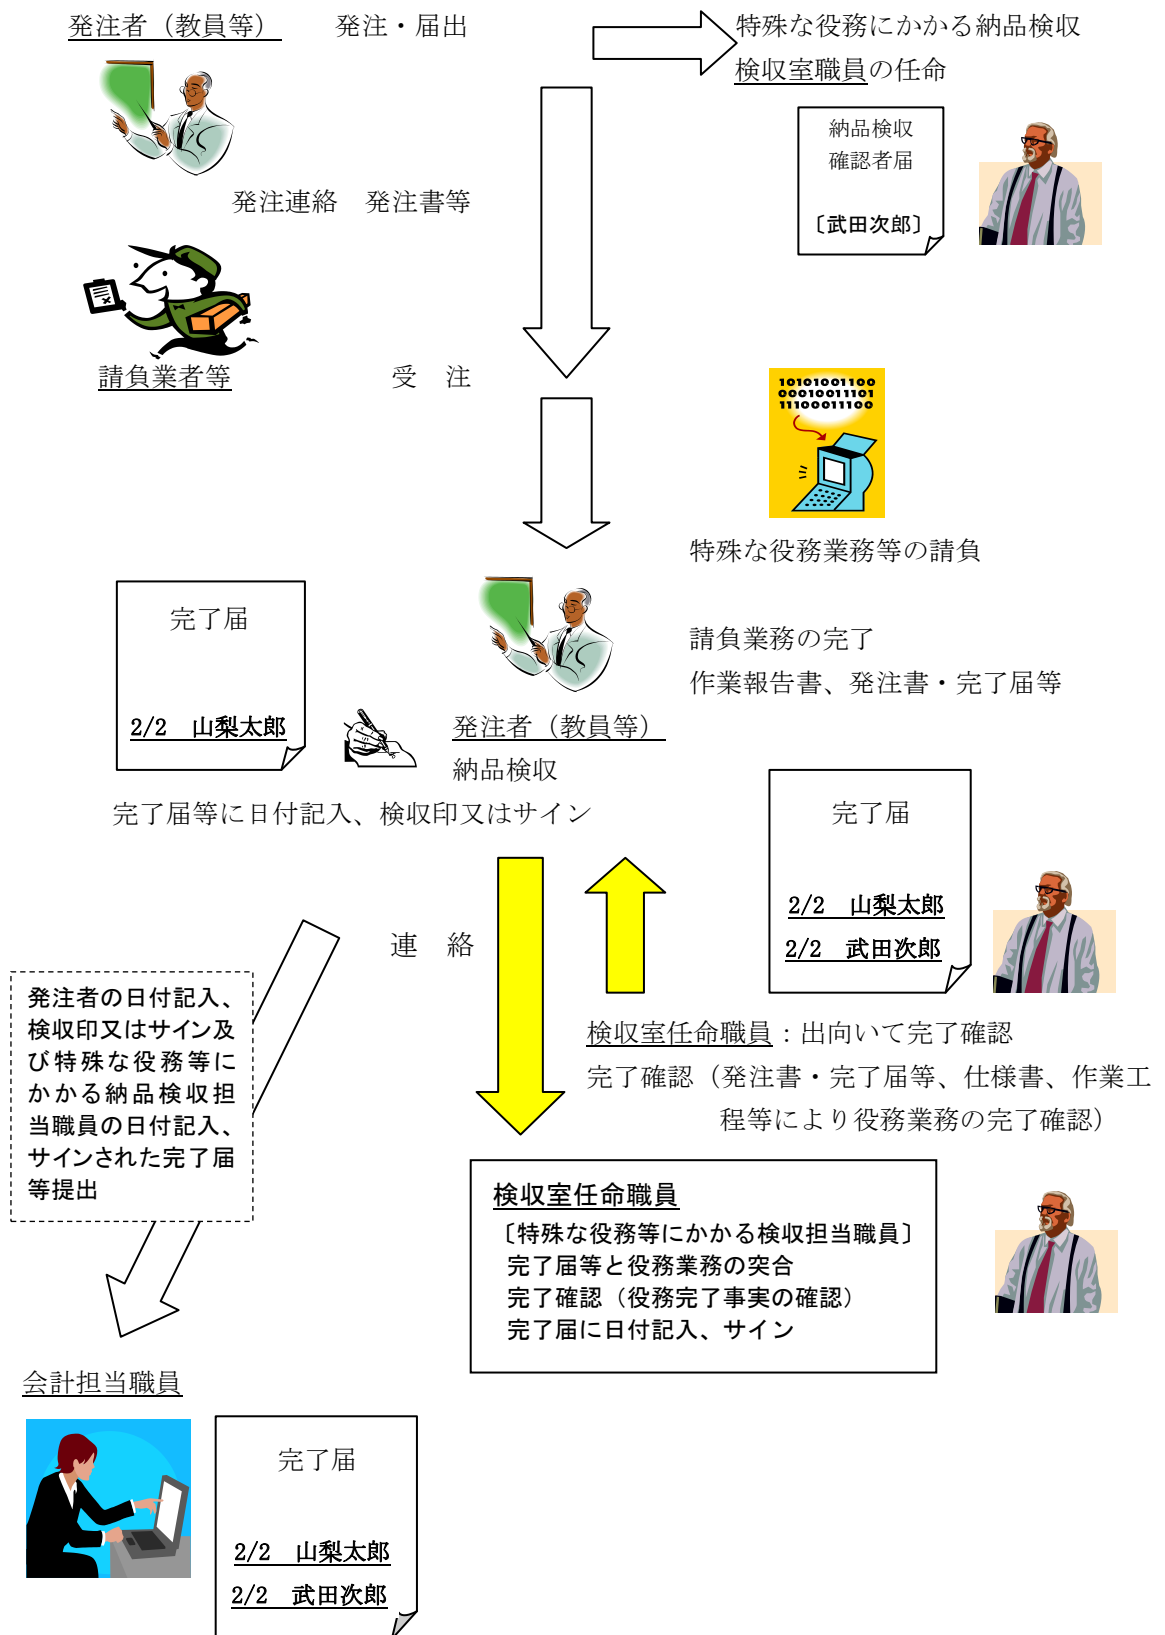 発注者（教員等）　発注・届出
特殊な役務にかかる納品検収
検収室職員の任命
納品検収
確認者届
〔武田次郎〕
発注連絡　発注書等
請負業者等
受　注
10101001100
00010011101
11100011100
特殊な役務業務等の請負
完了届
2/2　山梨太郎
請負業務の完了
作業報告書、発注書・完了届等
発注者（教員等）
納品検収
完了届等に日付記入、検収印又はサイン
完了届
2/2　山梨太郎
2/2　武田次郎
連　絡
発注者の日付記入、
検収印又はサイン及
び特殊な役務等に
かかる納品検収担
当職員の日付記入、
サインされた完了届
等提出
検収室任命職員：出向いて完了確認
完了確認（発注書・完了届等、仕様書、作業工
程等により役務業務の完了確認）
検収室任命職員
〔特殊な役務等にかかる検収担当職員〕
完了届等と役務業務の突合
完了確認（役務完了事実の確認）
完了届に日付記入、サイン
会計担当職員
完了届
2/2　山梨太郎
2/2　武田次郎